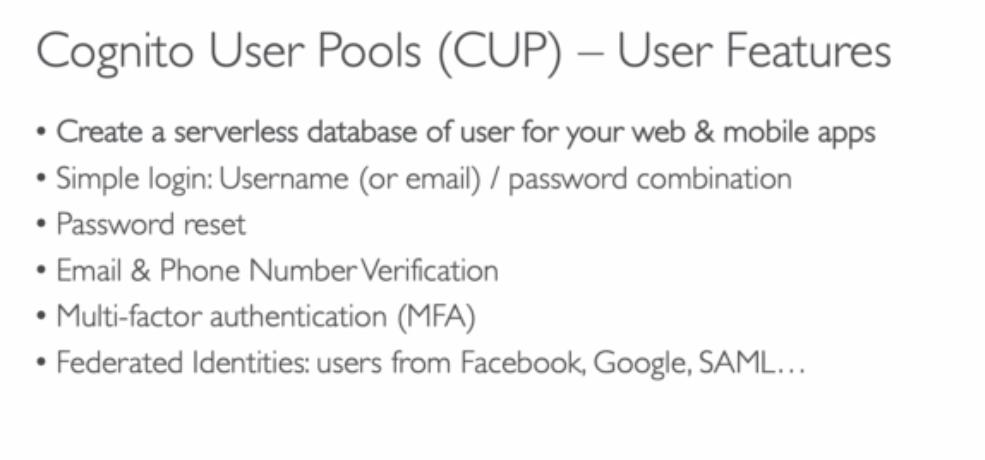 Cognito User Pools (CUP) – User Features
• Create a serverless database of user for your web & mobile apps
• Simple login: Username (or email) / password combination
• Password reset
• Email & Phone Number Verification
• Multi-factor authentication (MFA)
• Federated Identities: users from Facebook, Google, SAML…